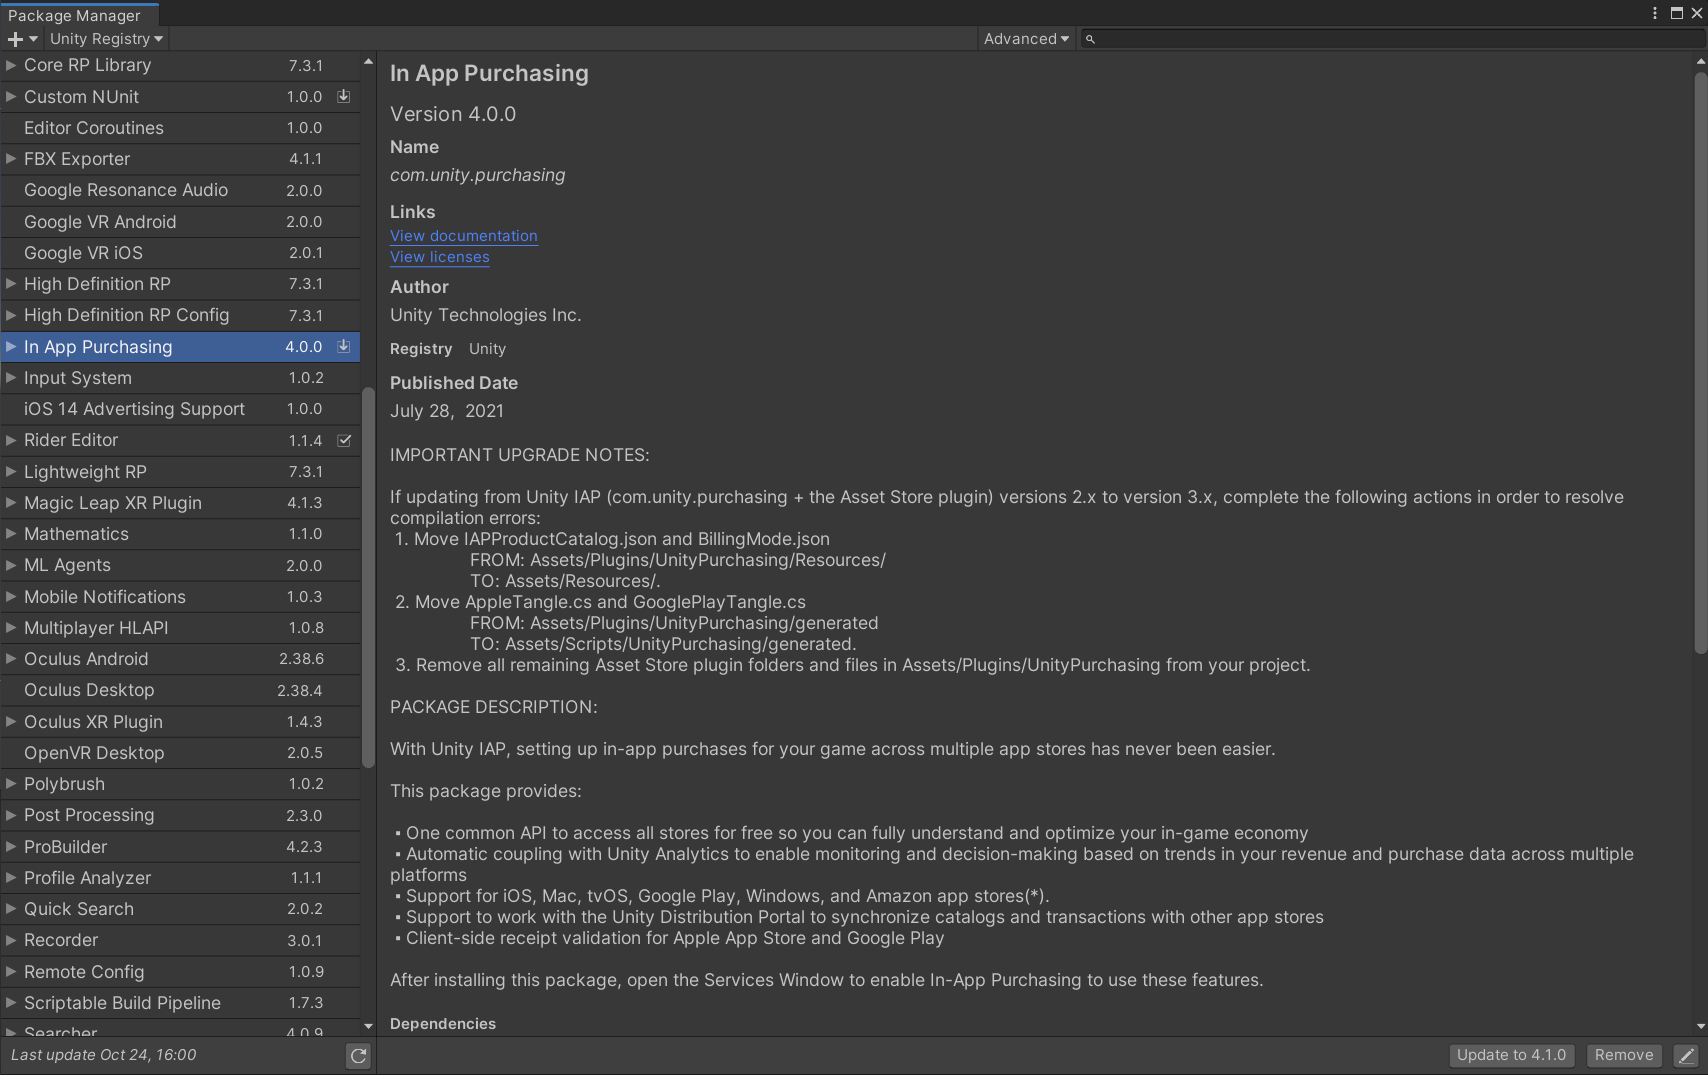 Package Manager
Unity Registry
Advanced
Core RP Library 7.3.1
Custom NUnit 1.0.0
Editor Coroutines 1.0.0
FBX Exporter 4.1.1
Google Resonance Audio 2.0.0
Google VR Android 2.0.0
Google VR iOS 2.0.1
High Definition RP 7.3.1
High Definition RP Config 7.3.1
In App Purchasing 4.0.0
Input System 1.0.2
iOS 14 Advertising Support 1.0.0
Rider Editor 1.1.4
Lightweight RP 7.3.1
Magic Leap XR Plugin 4.1.3
Mathematics 1.1.0
ML Agents 2.0.0
Mobile Notifications 1.0.3
Multiplayer HLAPI 1.0.8
Oculus Android 2.38.6
Oculus Desktop 2.38.4
Oculus XR Plugin 1.4.3
OpenVR Desktop 2.0.5
Polybrush 1.0.2
Post Processing 2.3.0
ProBuilder 4.2.3
Profile Analyzer 1.1.1
Quick Search 2.0.2
Recorder 3.0.1
Remote Config 1.0.9
Scriptable Build Pipeline 1.7.3
Searcher 4.0.9
Last update Oct 24, 16:00
In App Purchasing
Version 4.0.0
Name
com.unity.purchasing
Links
View documentation
View licenses
Author
Unity Technologies Inc.
Registry Unity
Published Date
July 28, 2021
IMPORTANT UPGRADE NOTES:
If updating from Unity IAP (com.unity.purchasing + the Asset Store plugin) versions 2.x to version 3.x, complete the following actions in order to resolve
compilation errors:
1. Move IAPProductCatalog.json and BillingMode.json
FROM: Assets/Plugins/UnityPurchasing/Resources/
TO: Assets/Resources/.
2. Move AppleTangle.cs and GooglePlayTangle.cs
FROM: Assets/Plugins/UnityPurchasing/generated
TO: Assets/Scripts/UnityPurchasing/generated.
3. Remove all remaining Asset Store plugin folders and files in Assets/Plugins/UnityPurchasing from your project.
PACKAGE DESCRIPTION:
With Unity IAP, setting up in-app purchases for your game across multiple app stores has never been easier.
This package provides:
▪ One common API to access all stores for free so you can fully understand and optimize your in-game economy
▪ Automatic coupling with Unity Analytics to enable monitoring and decision-making based on trends in your revenue and purchase data across multiple
platforms
▪ Support for iOS, Mac, tvOS, Google Play, Windows, and Amazon app stores(*).
▪ Support to work with the Unity Distribution Portal to synchronize catalogs and transactions with other app stores
▪ Client-side receipt validation for Apple App Store and Google Play
After installing this package, open the Services Window to enable In-App Purchasing to use these features.
Dependencies
Update to 4.1.0
Remove